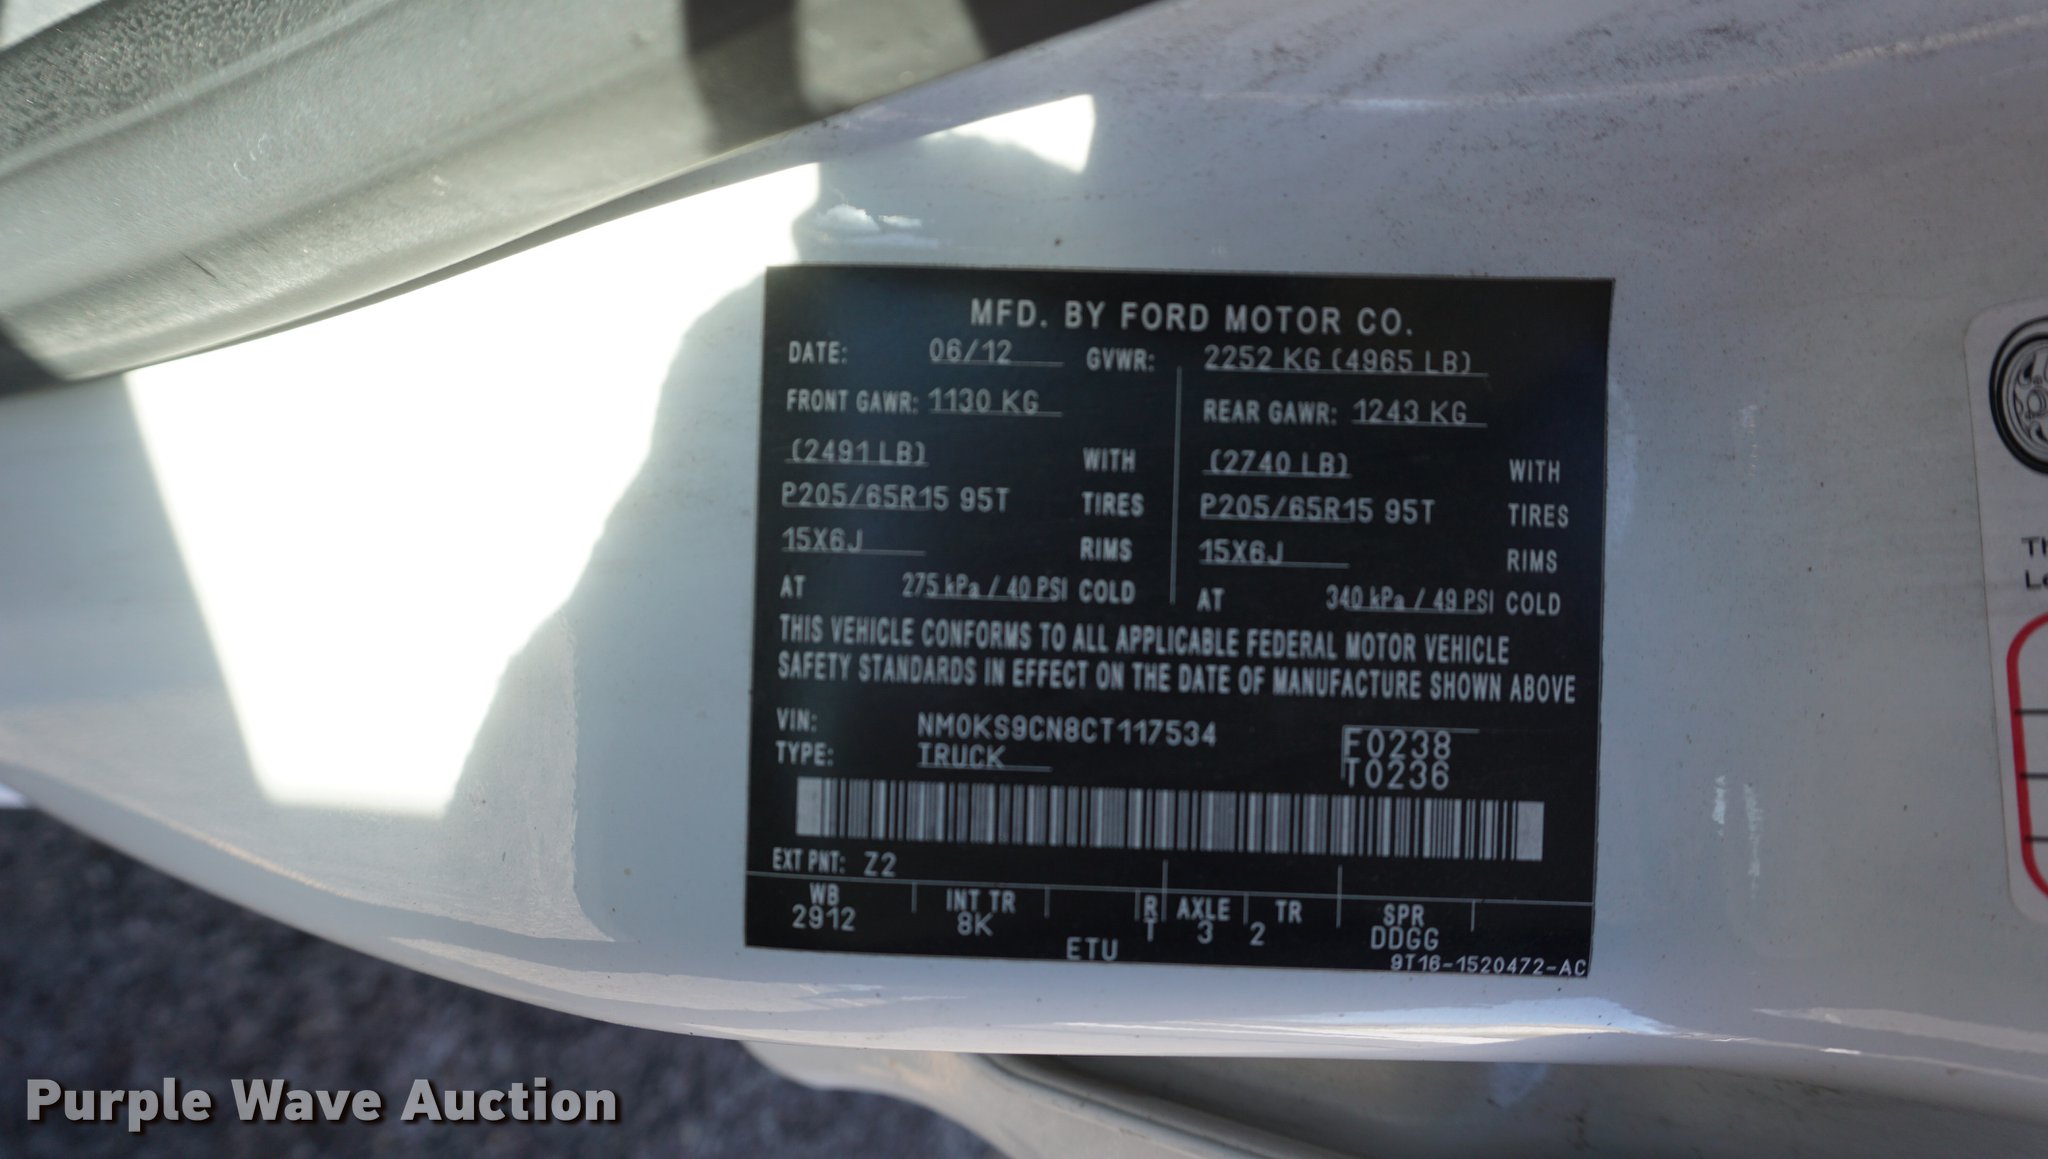 MFD. BY FORD MOTOR CO.
DATE: 06/12 GVWR: 2252 KG (4965 LB)
FRONT GAWR: 1130 KG REAR GAWR: 1243 KG
(2491 LB) WITH (2740 LB) WITH
P205/65R15 95T TIRES P205/65R15 95T TIRES
15X6J RIMS 15X6J RIMS
AT 275 kPa / 40 PSI COLD AT 340 kPa / 49 PSI COLD
THIS VEHICLE CONFORMS TO ALL APPLICABLE FEDERAL MOTOR VEHICLE
SAFETY STANDARDS IN EFFECT ON THE DATE OF MANUFACTURE SHOWN ABOVE
VIN: NM0KS9CN8CT117534 F0238
TYPE: TRUCK T0236
EXT PNT: Z2
WB INT TR R AXLE TR SPR
2912 8K T 3 2 DDGG
ETU 9T16-1520472-AC
Purple Wave Auction